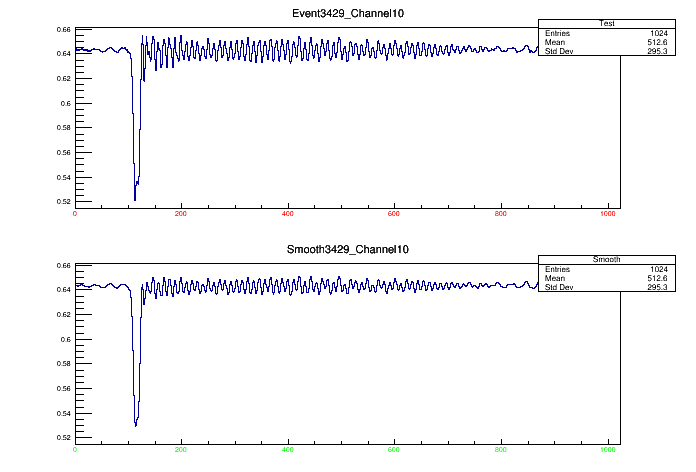 Event3429_Channel10
Test
Entries 1024
Mean 512.6
Std Dev 295.3
0.66
0.64
0.62
0.6
0.58
0.56
0.54
0.52
0 200 400 600 800 1000
Smooth3429_Channel10
Smooth
Entries 1024
Mean 512.6
Std Dev 295.3
0.66
0.64
0.62
0.6
0.58
0.56
0.54
0.52
0 200 400 600 800 1000